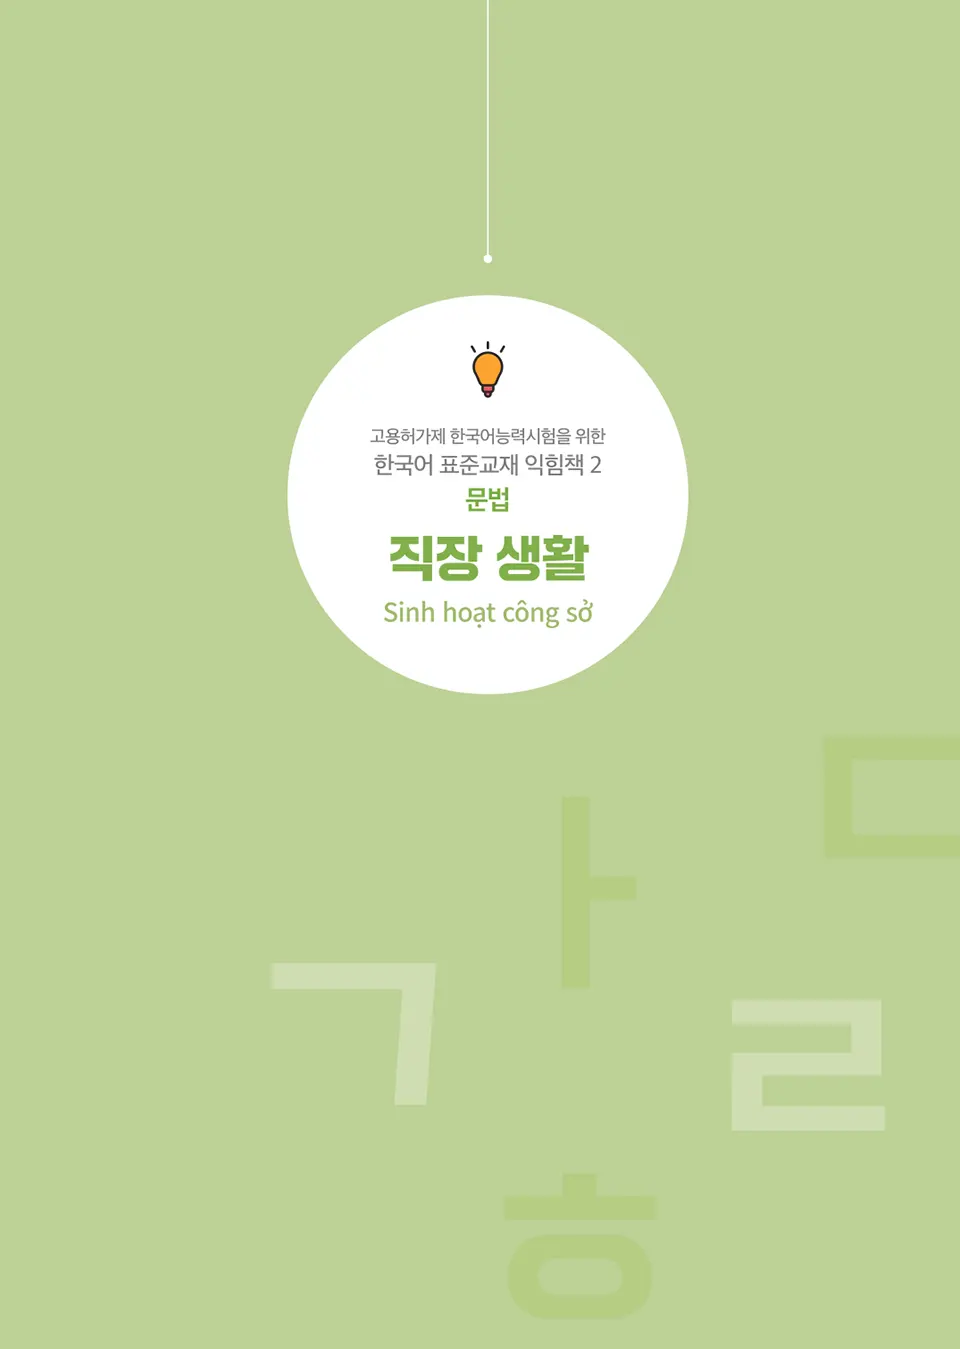 고용허가제 한국어능력시험을 위한
한국어 표준교재 익힘책 2
문법
직장 생활
Sinh hoạt công sở
ㅁ
ㅏ
ㄱ
ㄹ
ㅎ